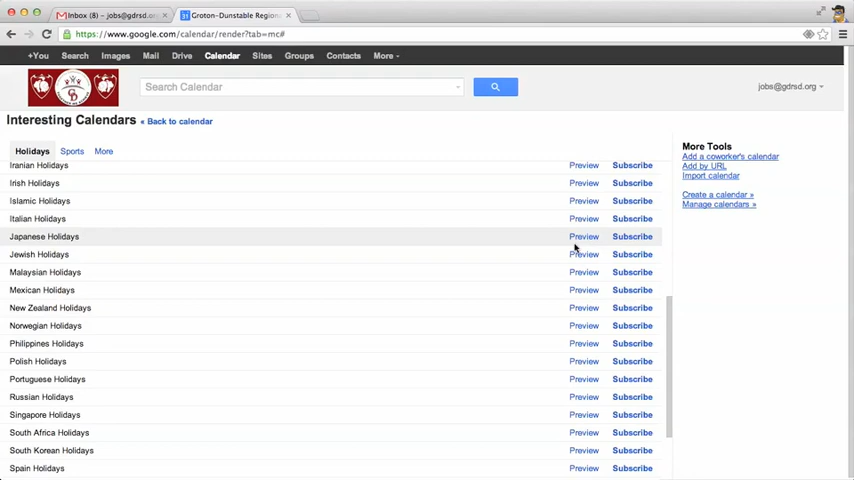 Inbox (8) – jobs@gdrsd.org
Groton-Dunstable Regiona
https://www.google.com/calendar/render?tab=mc#
+You Search Images Mail Drive Calendar Sites Groups Contacts More
Search Calendar
jobs@gdrsd.org
Interesting Calendars « Back to calendar
Holidays Sports More
Iranian Holidays Preview Subscribe
Irish Holidays Preview Subscribe
Islamic Holidays Preview Subscribe
Italian Holidays Preview Subscribe
Japanese Holidays Preview Subscribe
Jewish Holidays Preview Subscribe
Malaysian Holidays Preview Subscribe
Mexican Holidays Preview Subscribe
New Zealand Holidays Preview Subscribe
Norwegian Holidays Preview Subscribe
Philippines Holidays Preview Subscribe
Polish Holidays Preview Subscribe
Portuguese Holidays Preview Subscribe
Russian Holidays Preview Subscribe
Singapore Holidays Preview Subscribe
South Africa Holidays Preview Subscribe
South Korean Holidays Preview Subscribe
Spain Holidays Preview Subscribe
More Tools
Add a coworker's calendar
Add by URL
Import calendar
Create a calendar »
Manage calendars »